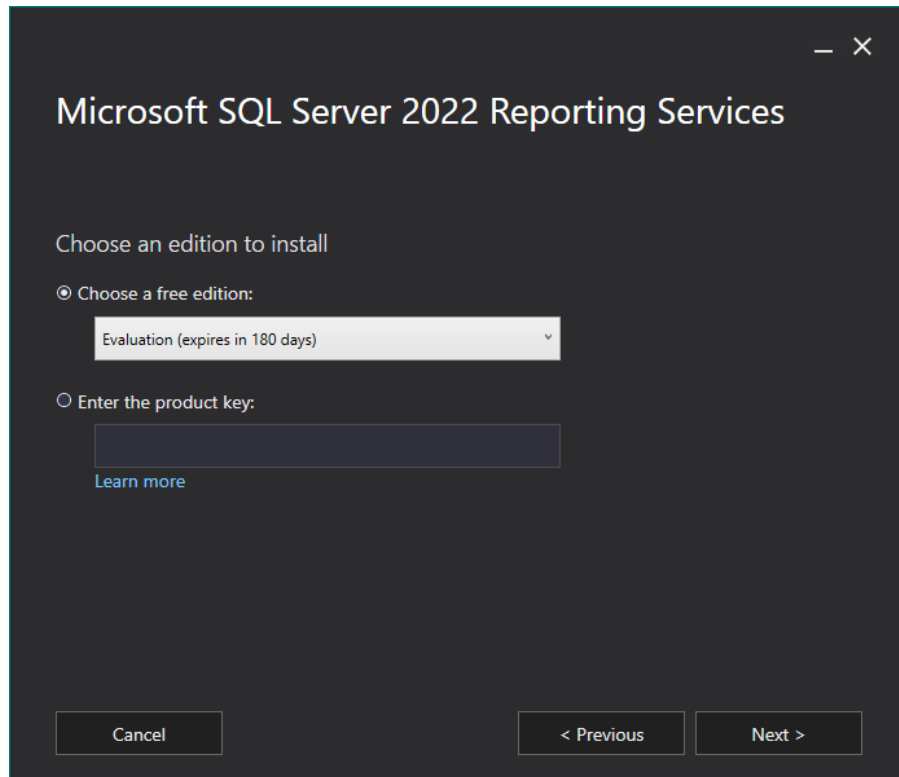 Microsoft SQL Server 2022 Reporting Services
Choose an edition to install
Choose a free edition:
Evaluation (expires in 180 days)
Enter the product key:
Learn more
Cancel
< Previous
Next >